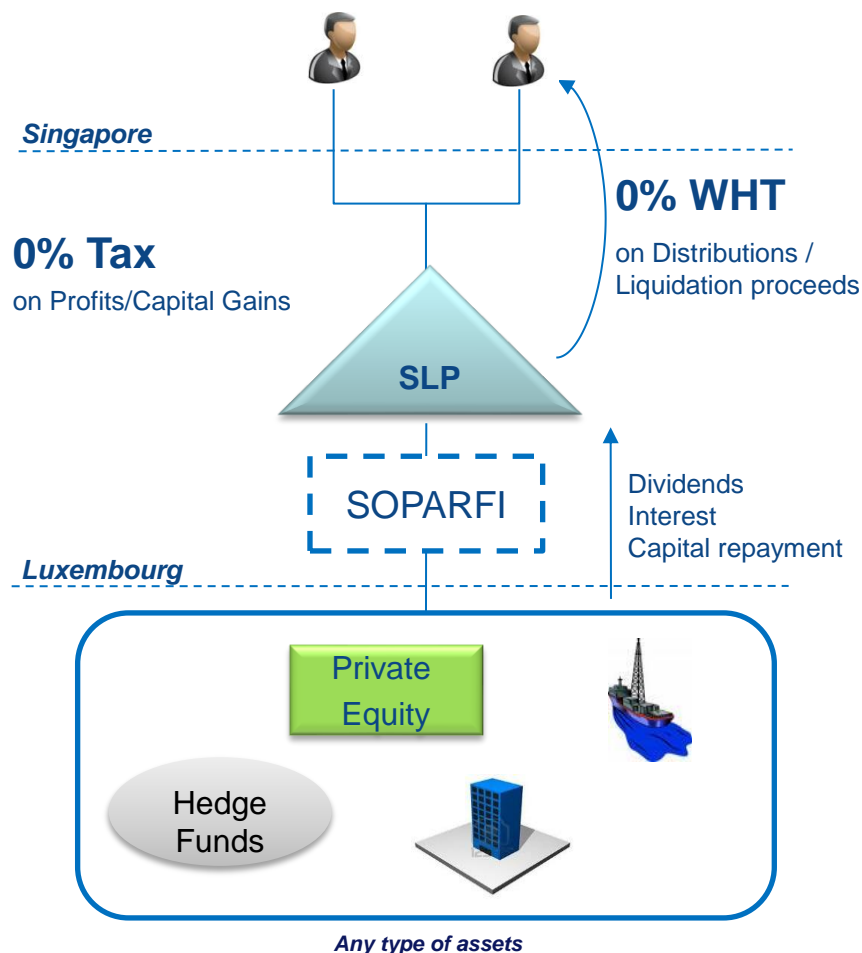 Singapore
0% WHT
on Distributions /
Liquidation proceeds
0% Tax
on Profits/Capital Gains
SLP
SOPARFI
Dividends
Interest
Capital repayment
Luxembourg
Private
Equity
Hedge
Funds
Any type of assets